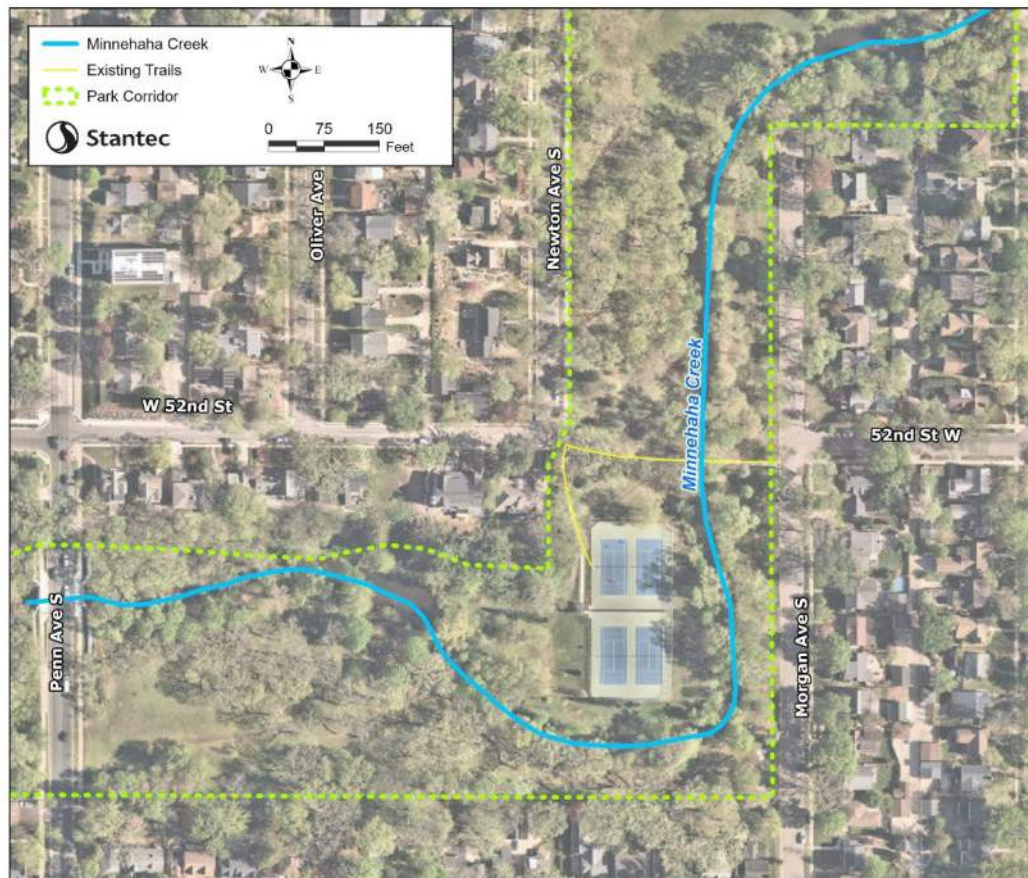 Minnehaha Creek
Existing Trails
Park Corridor
N
W E
S
Stantec
0 75 150
Feet
Oliver Ave
Newton Ave S
W 52nd St
Minnehaha Creek
52nd St W
Penn Ave S
Morgan Ave S